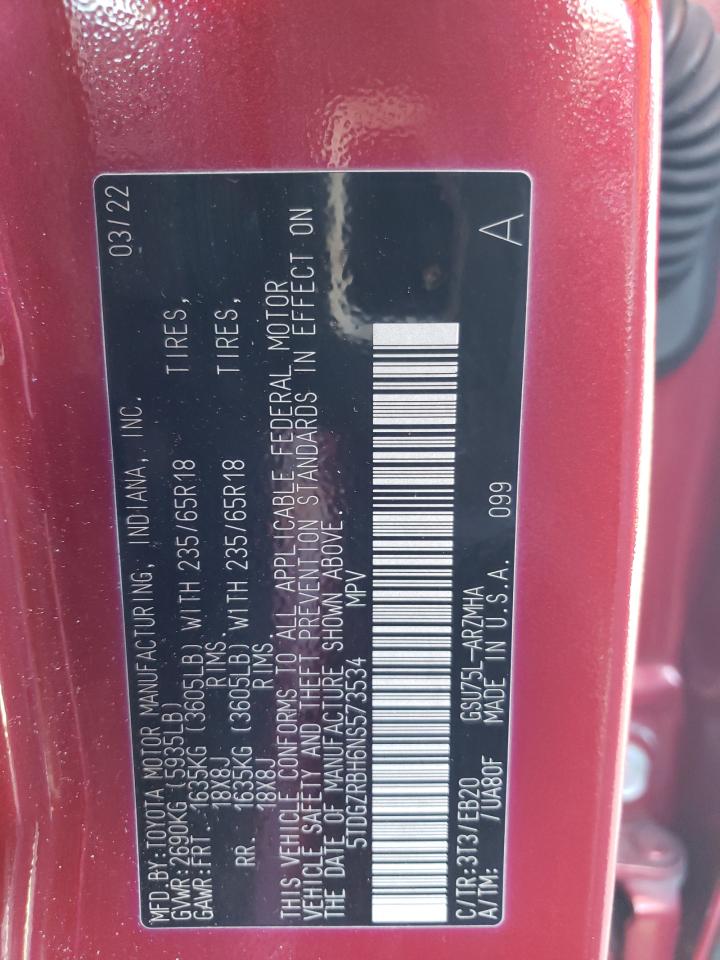 MFD.BY:TOYOTA MOTOR MANUFACTURING, INDIANA, INC. 03/22
GVWR:2690KG (5935LB)
GAWR:FRT. 1635KG (3605LB) WITH 235/65R18 TIRES,
18X8J RIMS.
RR. 1635KG (3605LB) WITH 235/65R18 TIRES,
18X8J RIMS.
THIS VEHICLE CONFORMS TO ALL APPLICABLE FEDERAL MOTOR
VEHICLE SAFETY AND THEFT PREVENTION STANDARDS IN EFFECT ON
THE DATE OF MANUFACTURE SHOWN ABOVE.
5TDGZRBH6NS573534 MPV
C/TR:3T3/EB20 GSU75L-ARZMHA 099 A
A/TM: /UA80F MADE IN U.S.A.